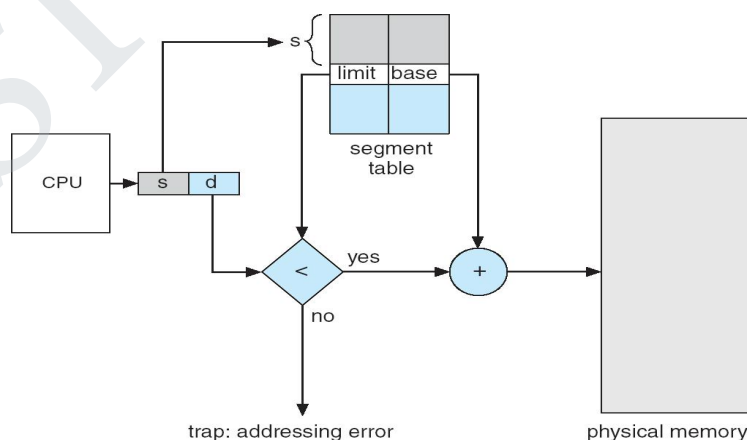 s
limit base
segment
table
CPU
s d
<
yes
+
no
trap: addressing error
physical memory